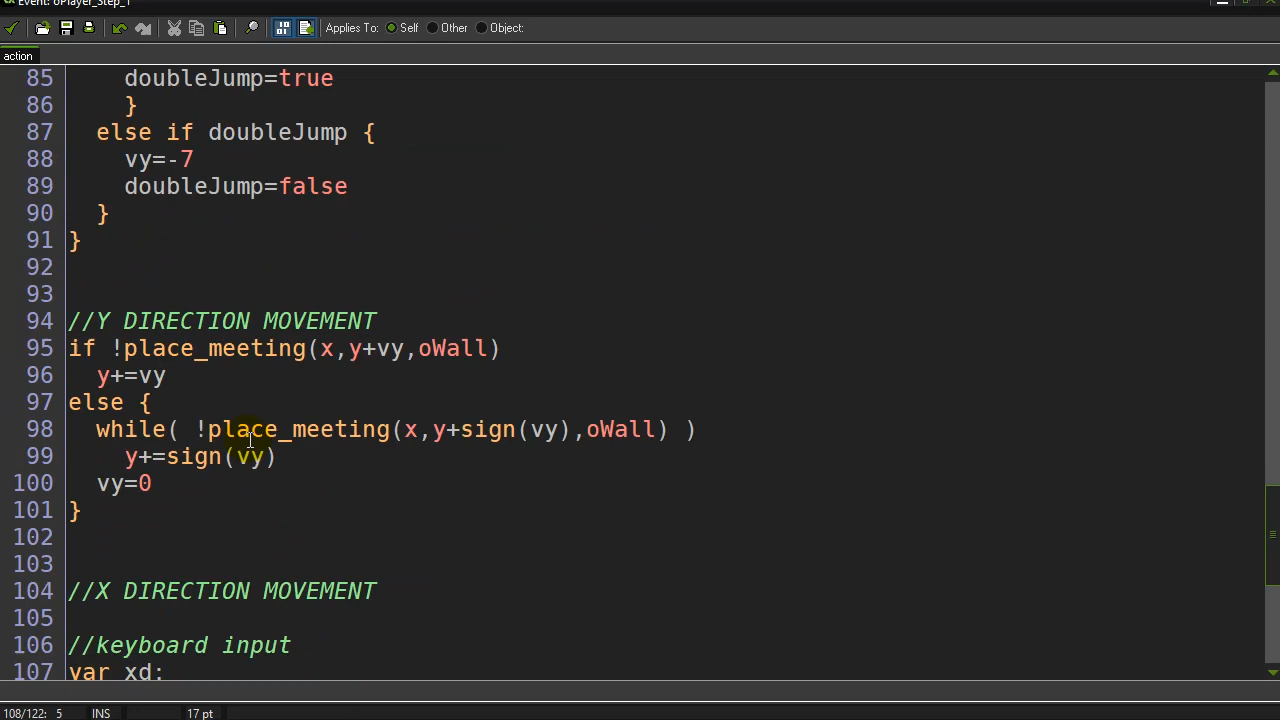 Event: oPlayer_Step_1
Applies To: Self Other Object:
action
85 doubleJump=true
86 }
87 else if doubleJump {
88 vy=-7
89 doubleJump=false
90 }
91 }
92
93
94 //Y DIRECTION MOVEMENT
95 if !place_meeting(x,y+vy,oWall)
96 y+=vy
97 else {
98 while( !place_meeting(x,y+sign(vy),oWall) )
99 y+=sign(vy)
100 vy=0
101 }
102
103
104 //X DIRECTION MOVEMENT
105
106 //keyboard input
107 var xd;
108/122: 5 INS 17 pt